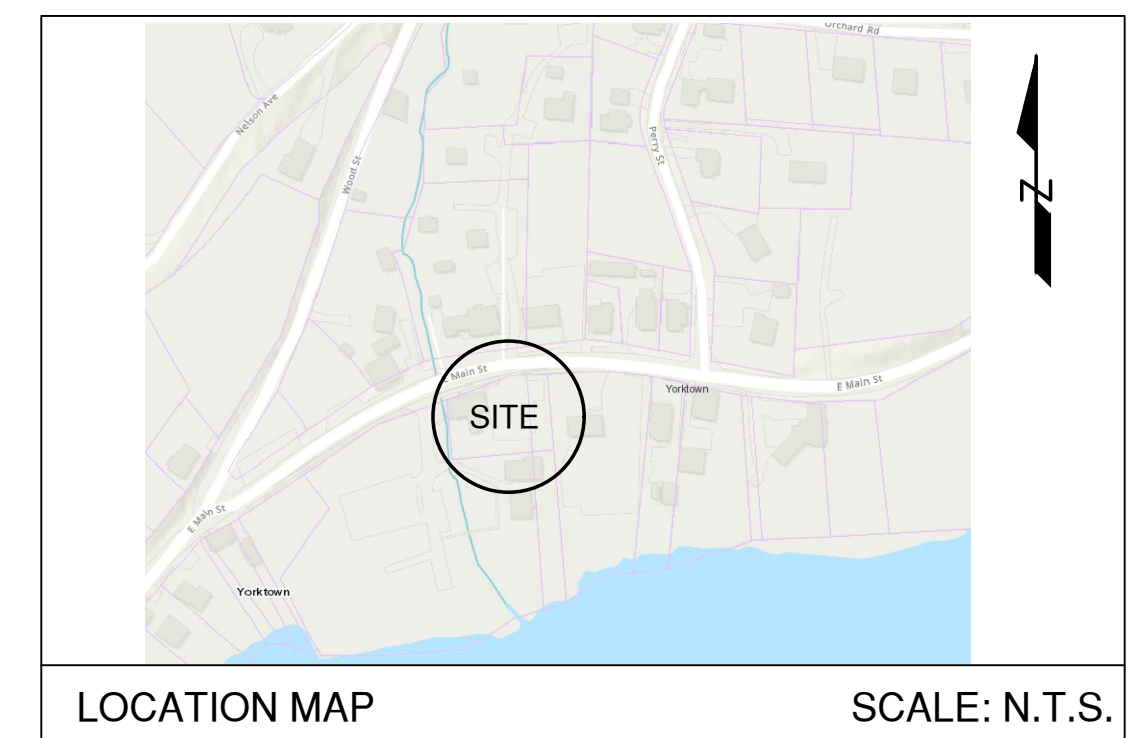 Orchard Rd
Nelson Ave
Wood St
Perry St
E Main St
Yorktown
E Main St
SITE
E Main St
Yorktown
N
LOCATION MAP
SCALE: N.T.S.